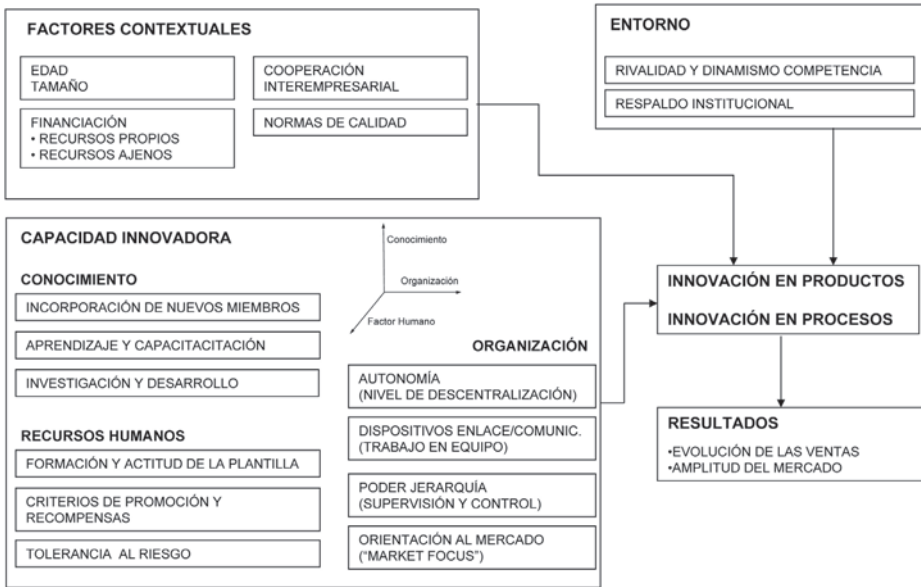 FACTORES CONTEXTUALES
EDAD
TAMAÑO
FINANCIACIÓN
• RECURSOS PROPIOS
• RECURSOS AJENOS
COOPERACIÓN
INTEREMPRESARIAL
NORMAS DE CALIDAD
ENTORNO
RIVALIDAD Y DINAMISMO COMPETENCIA
RESPALDO INSTITUCIONAL
CAPACIDAD INNOVADORA
Conocimiento
Organización
Factor Humano
CONOCIMIENTO
INCORPORACIÓN DE NUEVOS MIEMBROS
APRENDIZAJE Y CAPACITACITACIÓN
INVESTIGACIÓN Y DESARROLLO
RECURSOS HUMANOS
FORMACIÓN Y ACTITUD DE LA PLANTILLA
CRITERIOS DE PROMOCIÓN Y
RECOMPENSAS
TOLERANCIA AL RIESGO
ORGANIZACIÓN
AUTONOMÍA
(NIVEL DE DESCENTRALIZACIÓN)
DISPOSITIVOS ENLACE/COMUNIC.
(TRABAJO EN EQUIPO)
PODER JERARQUÍA
(SUPERVISIÓN Y CONTROL)
ORIENTACIÓN AL MERCADO
(“MARKET FOCUS”)
INNOVACIÓN EN PRODUCTOS
INNOVACIÓN EN PROCESOS
RESULTADOS
•EVOLUCIÓN DE LAS VENTAS
•AMPLITUD DEL MERCADO